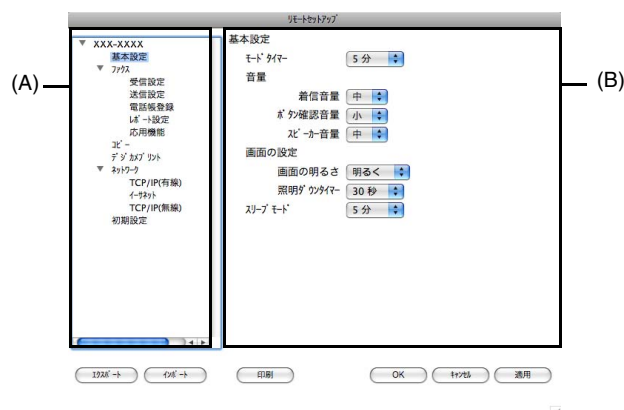 ﾘﾓｰﾄｾｯﾄｱｯﾌﾟ
(A)
XXX-XXXX
基本設定
ﾌｧｸｽ
受信設定
送信設定
電話帳登録
ﾚﾎﾟｰﾄ設定
応用機能
ｺﾋﾟｰ
ﾃﾞｼﾞｶﾒﾌﾟﾘﾝﾄ
ﾈｯﾄﾜｰｸ
TCP/IP(有線)
ｲｰｻﾈｯﾄ
TCP/IP(無線)
初期設定
(B)
基本設定
ﾓｰﾄﾞﾀｲﾏｰ 5 分
音量
着信音量 中
ﾎﾞﾀﾝ確認音量 小
ｽﾋﾟｰｶｰ音量 中
画面の設定
画面の明るさ 明るく
照明ﾀﾞｳﾝﾀｲﾏｰ 30 秒
ｽﾘｰﾌﾟﾓｰﾄﾞ 5 分
ｴｸｽﾎﾟｰﾄ ｲﾝﾎﾟｰﾄ 印刷 OK ｷｬﾝｾﾙ 適用